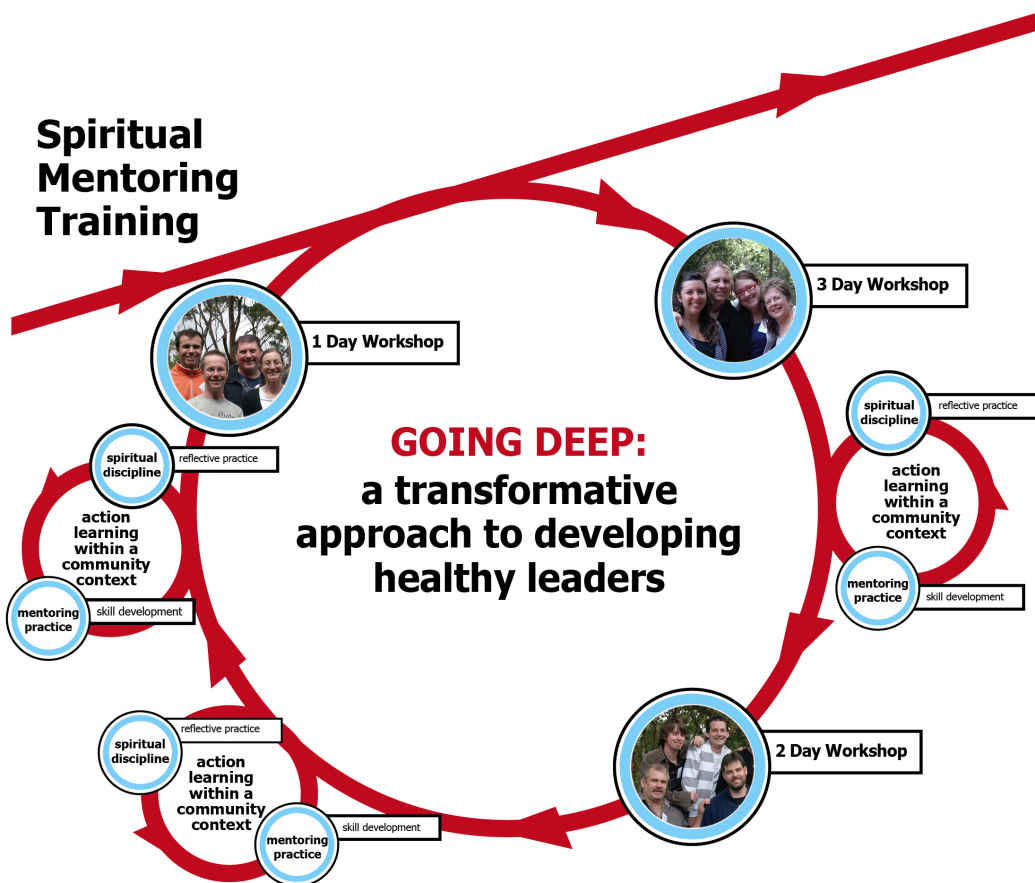 Spiritual
Mentoring
Training
3 Day Workshop
1 Day Workshop
spiritual
discipline
reflective practice
action
learning
within a
community
context
mentoring
practice
skill development
GOING DEEP:
a transformative
approach to developing
healthy leaders
spiritual
discipline
reflective practice
action
learning
within a
community
context
mentoring
practice
skill development
2 Day Workshop
spiritual
discipline
reflective practice
action
learning
within a
community
context
mentoring
practice
skill development